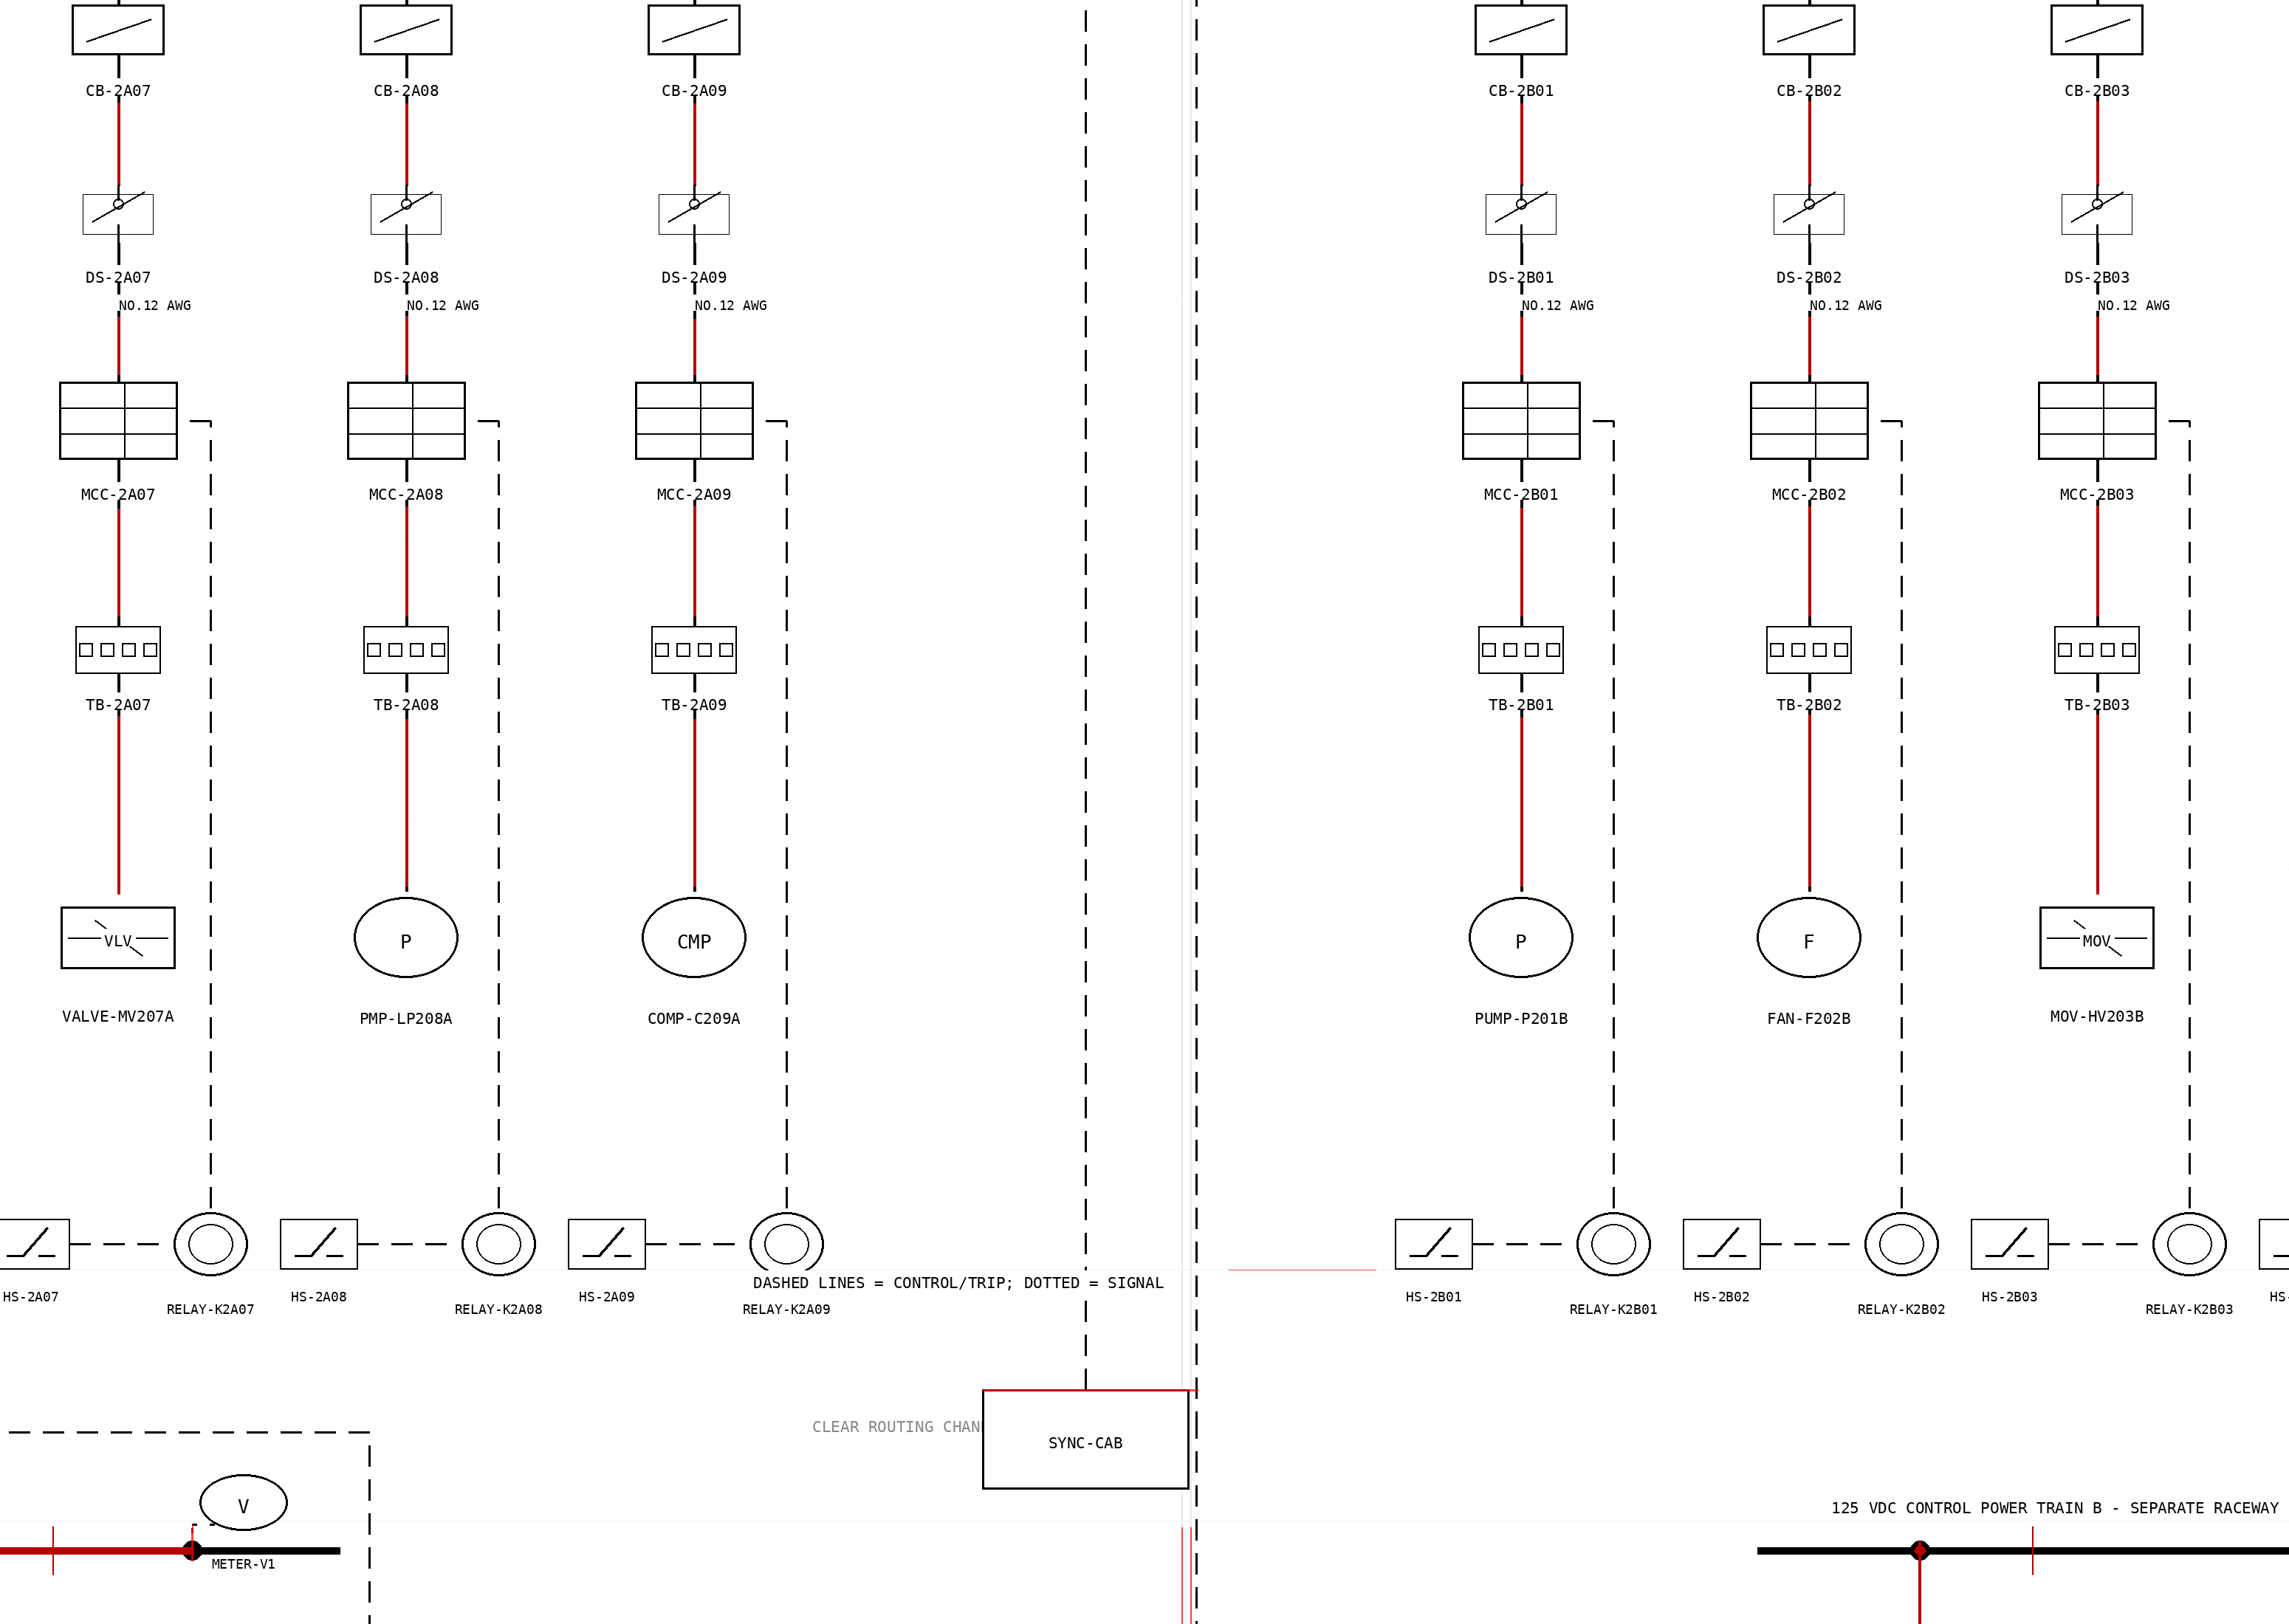 CB-2A07
CB-2A08
CB-2A09
CB-2B01
CB-2B02
CB-2B03
DS-2A07
DS-2A08
DS-2A09
DS-2B01
DS-2B02
DS-2B03
NO.12 AWG
NO.12 AWG
NO.12 AWG
NO.12 AWG
NO.12 AWG
NO.12 AWG
MCC-2A07
MCC-2A08
MCC-2A09
MCC-2B01
MCC-2B02
MCC-2B03
TB-2A07
TB-2A08
TB-2A09
TB-2B01
TB-2B02
TB-2B03
VLV
P
CMP
P
F
MOV
VALVE-MV207A
PMP-LP208A
COMP-C209A
PUMP-P201B
FAN-F202B
MOV-HV203B
DASHED LINES = CONTROL/TRIP; DOTTED = SIGNAL
HS-2A07
HS-2A08
HS-2A09
HS-2B01
HS-2B02
HS-2B03
HS-
RELAY-K2A07
RELAY-K2A08
RELAY-K2A09
RELAY-K2B01
RELAY-K2B02
RELAY-K2B03
CLEAR ROUTING CHAN
SYNC-CAB
V
125 VDC CONTROL POWER TRAIN B - SEPARATE RACEWAY
METER-V1